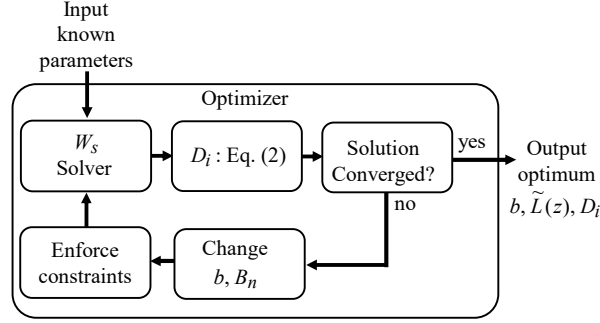 Input
known
parameters
Optimizer
W_s
Solver
D_i : Eq. (2)
Solution
Converged?
yes
Output
optimum
b, L̃(z), D_i
no
Enforce
constraints
Change
b, B_n